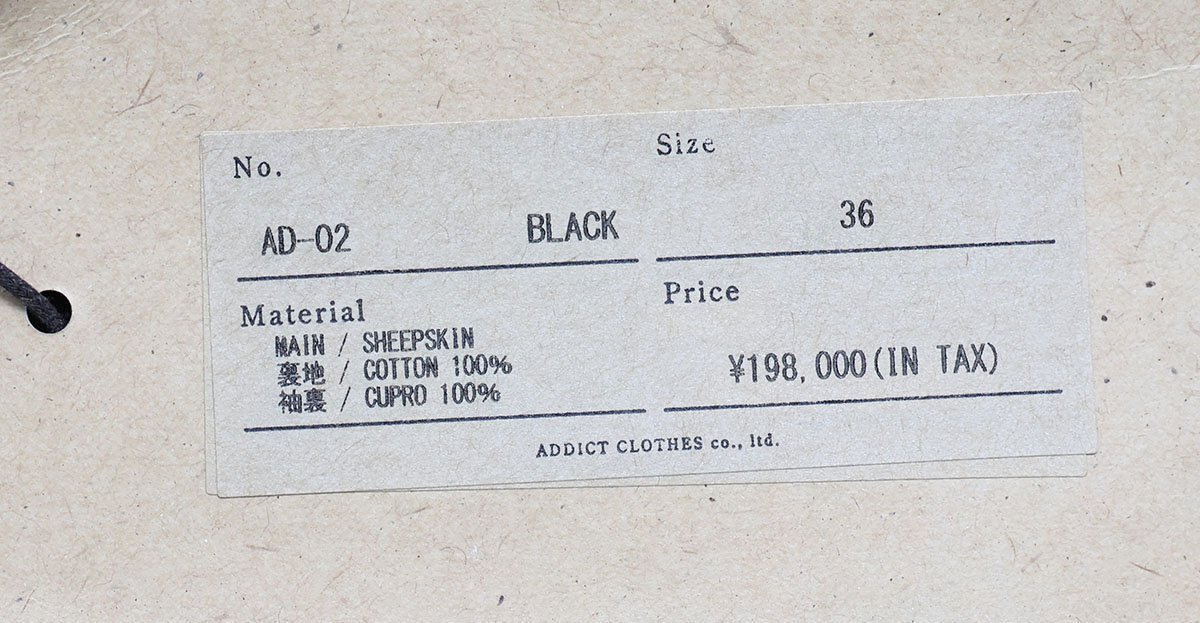 No.
Size
AD-02 BLACK
36
Material
MAIN / SHEEPSKIN
裏地 / COTTON 100%
袖裏 / CUPRO 100%
Price
¥198,000(IN TAX)
ADDICT CLOTHES co., ltd.